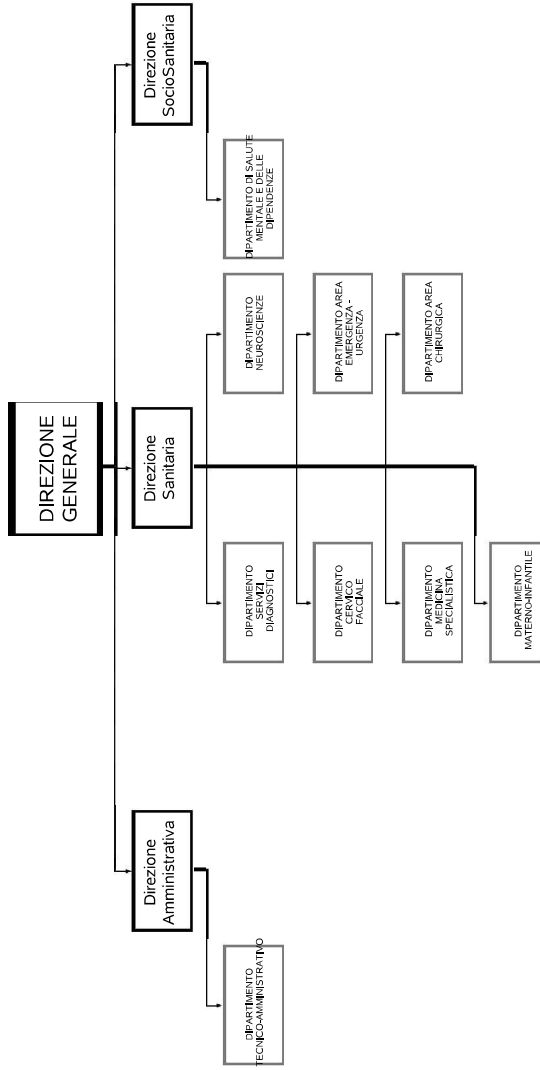 DIREZIONE
GENERALE
Direzione
Amministrativa
Direzione
Sanitaria
Direzione
SocioSanitaria
DIPARTIMENTO
TECNICO-AMMINISTRATIVO
DIPARTIMENTO
SERVIZI
DIAGNOSTICI
DIPARTIMENTO
NEUROSCIENZE
DIPARTIMENTO DI SALUTE
MENTALE E DELLE
DIPENDENZE
DIPARTIMENTO
CERVICO
FACCIALE
DIPARTIMENTO AREA
EMERGENZA -
URGENZA
DIPARTIMENTO
MEDICINA
SPECIALISTICA
DIPARTIMENTO AREA
CHIRURGICA
DIPARTIMENTO
MATERNO-INFANTILE